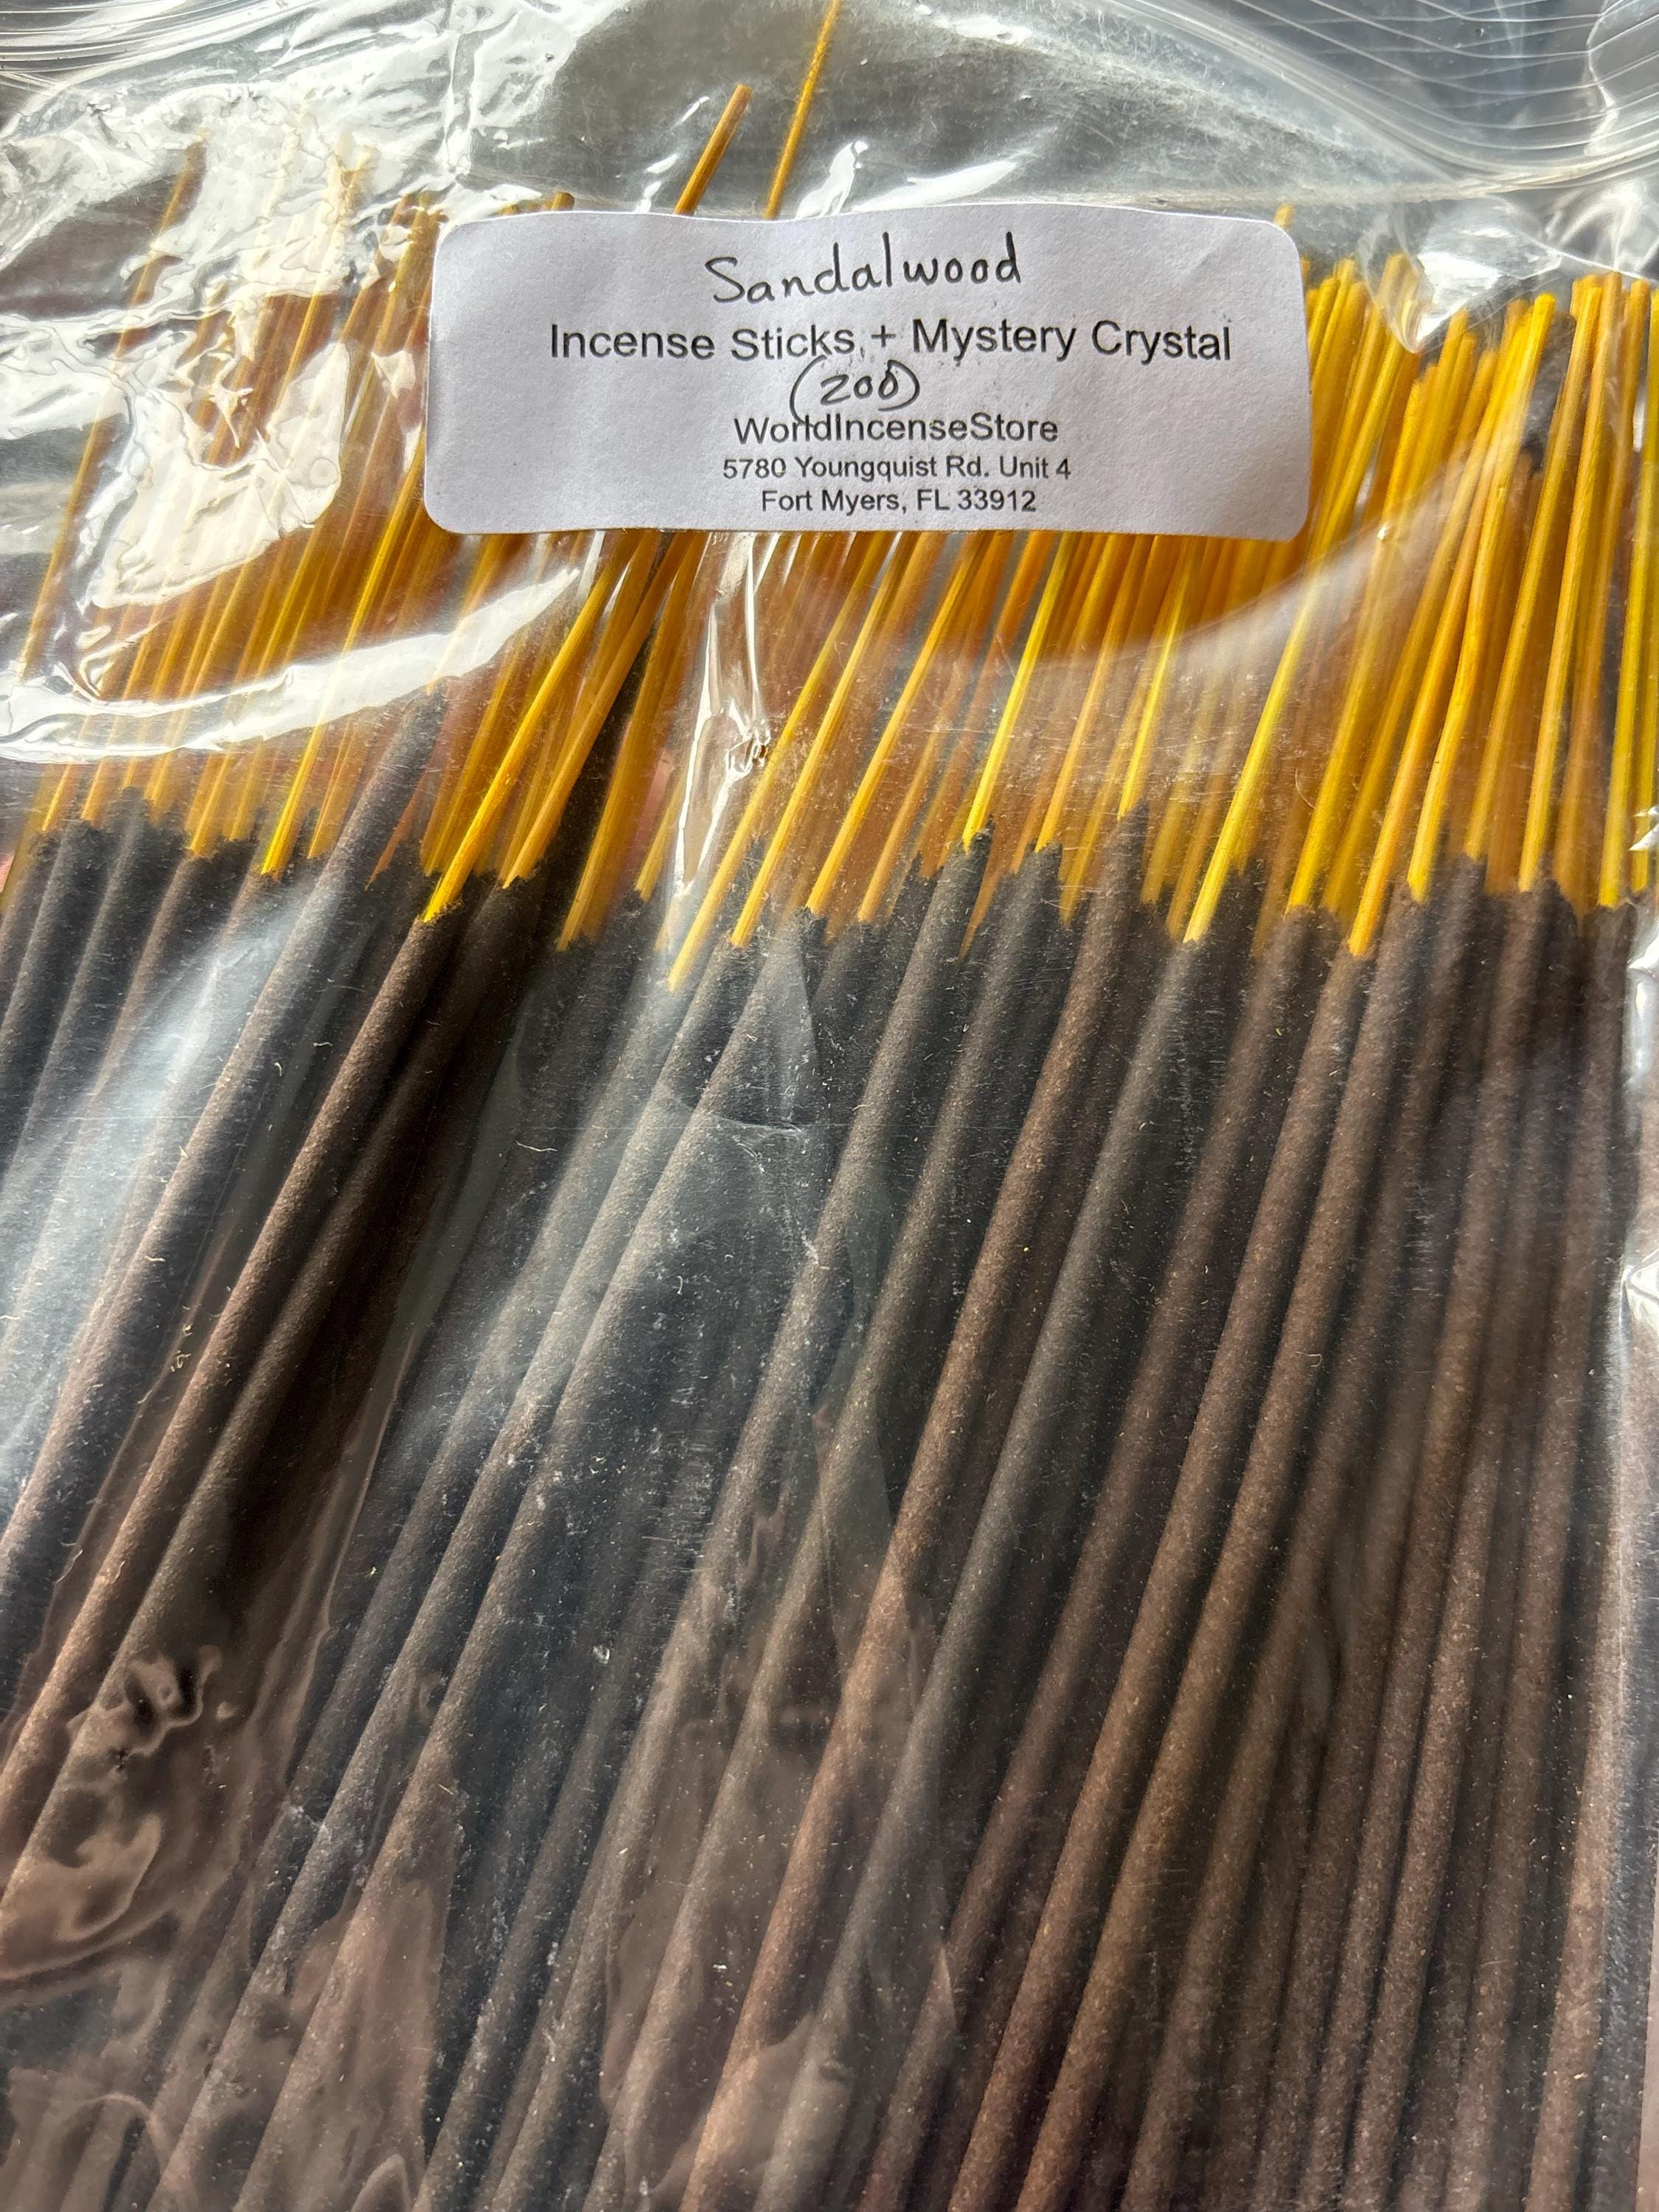 Sandalwood
Incense Sticks + Mystery Crystal
(200)
WorldIncenseStore
5780 Youngquist Rd. Unit 4
Fort Myers, FL 33912